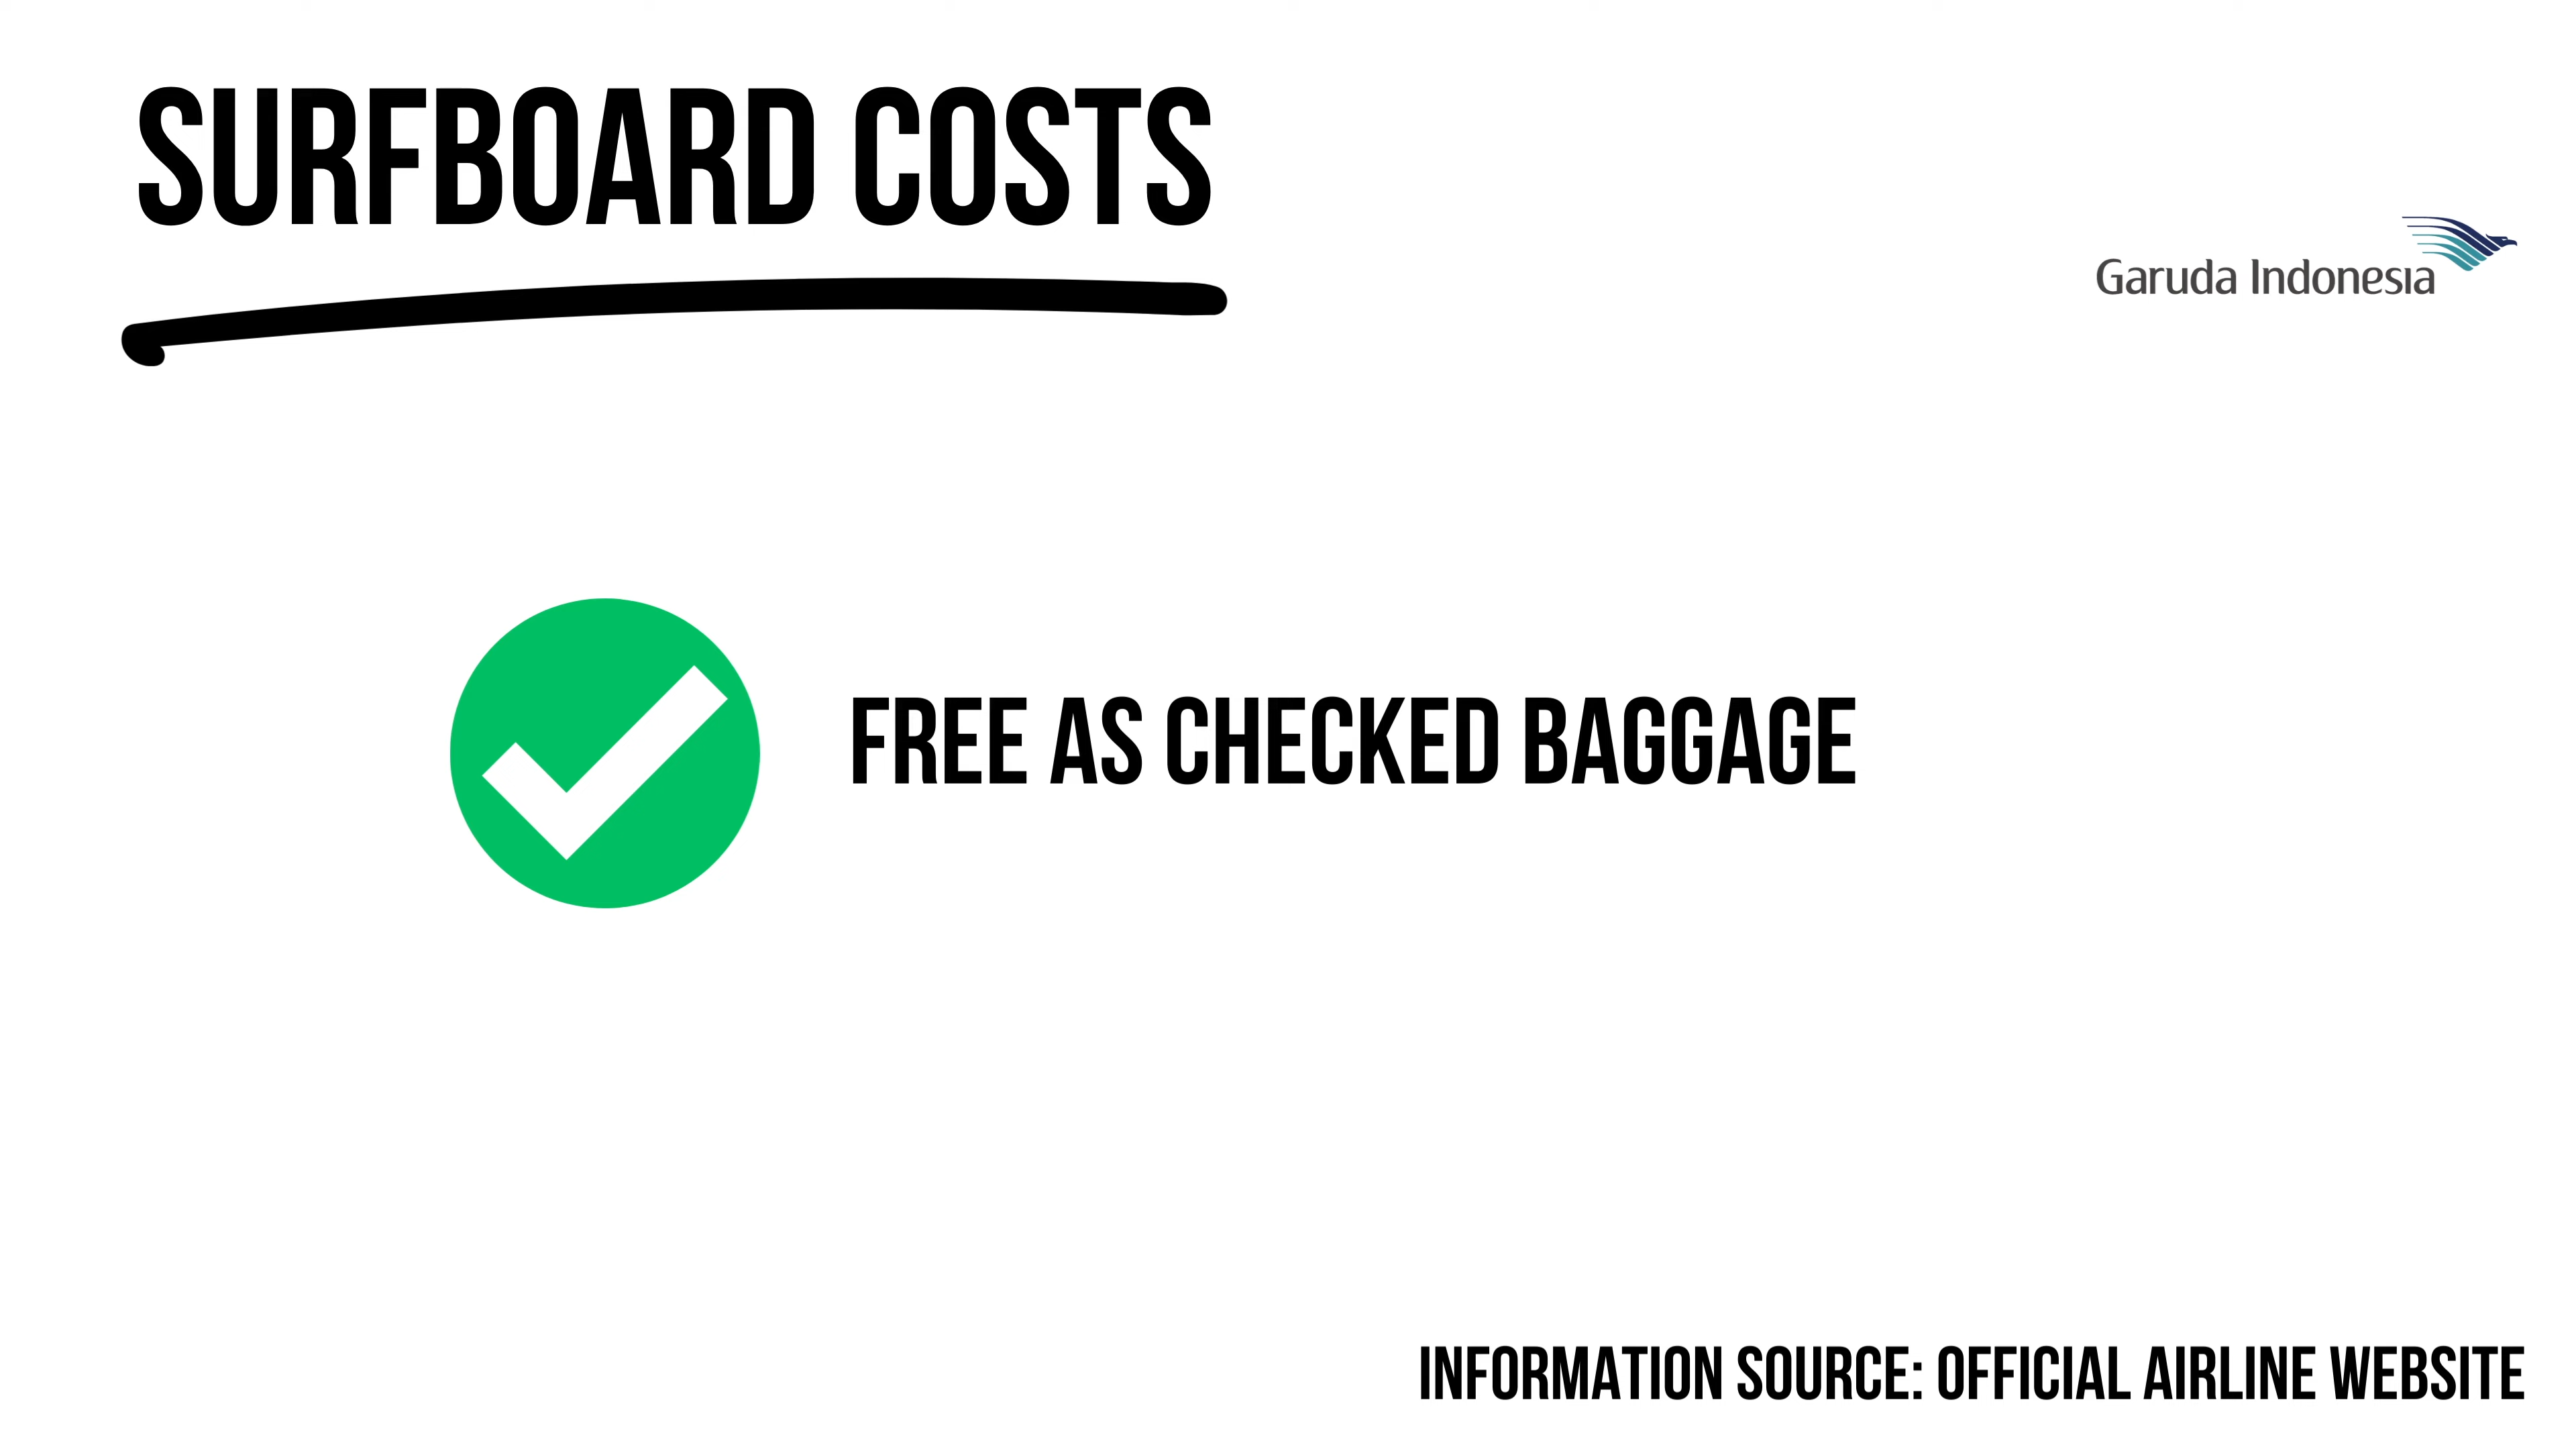 SURFBOARD COSTS
Garuda Indonesia
FREE AS CHECKED BAGGAGE
INFORMATION SOURCE: OFFICIAL AIRLINE WEBSITE